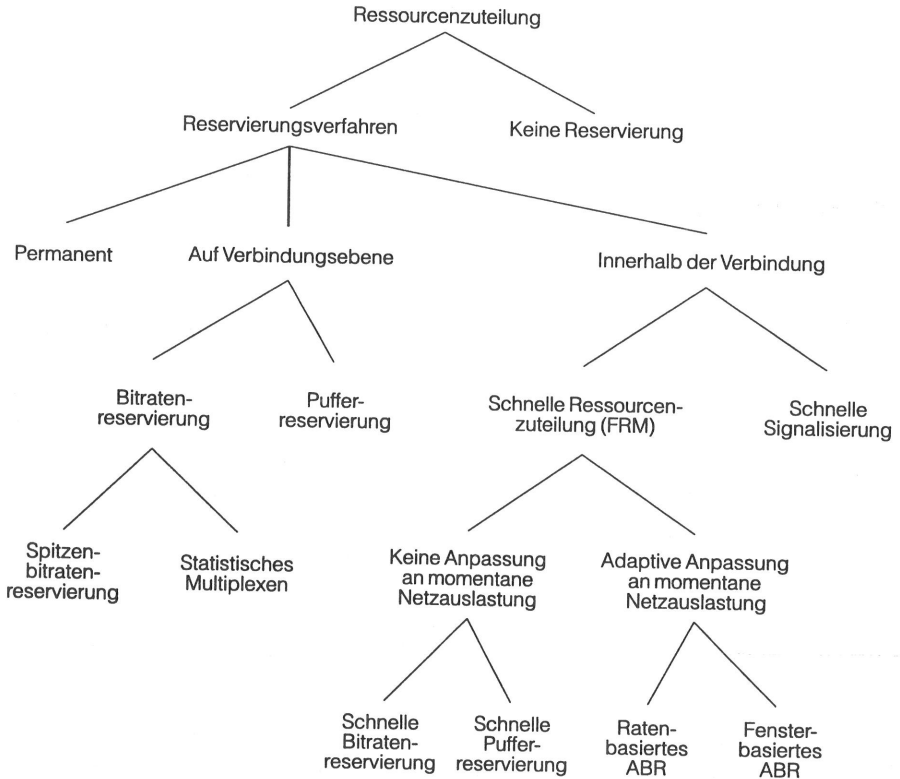 Ressourcenzuteilung
Reservierungsverfahren
Keine Reservierung
Permanent
Auf Verbindungsebene
Innerhalb der Verbindung
Bitraten-
reservierung
Puffer-
reservierung
Schnelle Ressourcen-
zuteilung (FRM)
Schnelle
Signalisierung
Spitzen-
bitraten-
reservierung
Statistisches
Multiplexen
Keine Anpassung
an momentane
Netzauslastung
Adaptive Anpassung
an momentane
Netzauslastung
Schnelle
Bitraten-
reservierung
Schnelle
Puffer-
reservierung
Raten-
basiertes
ABR
Fenster-
basiertes
ABR